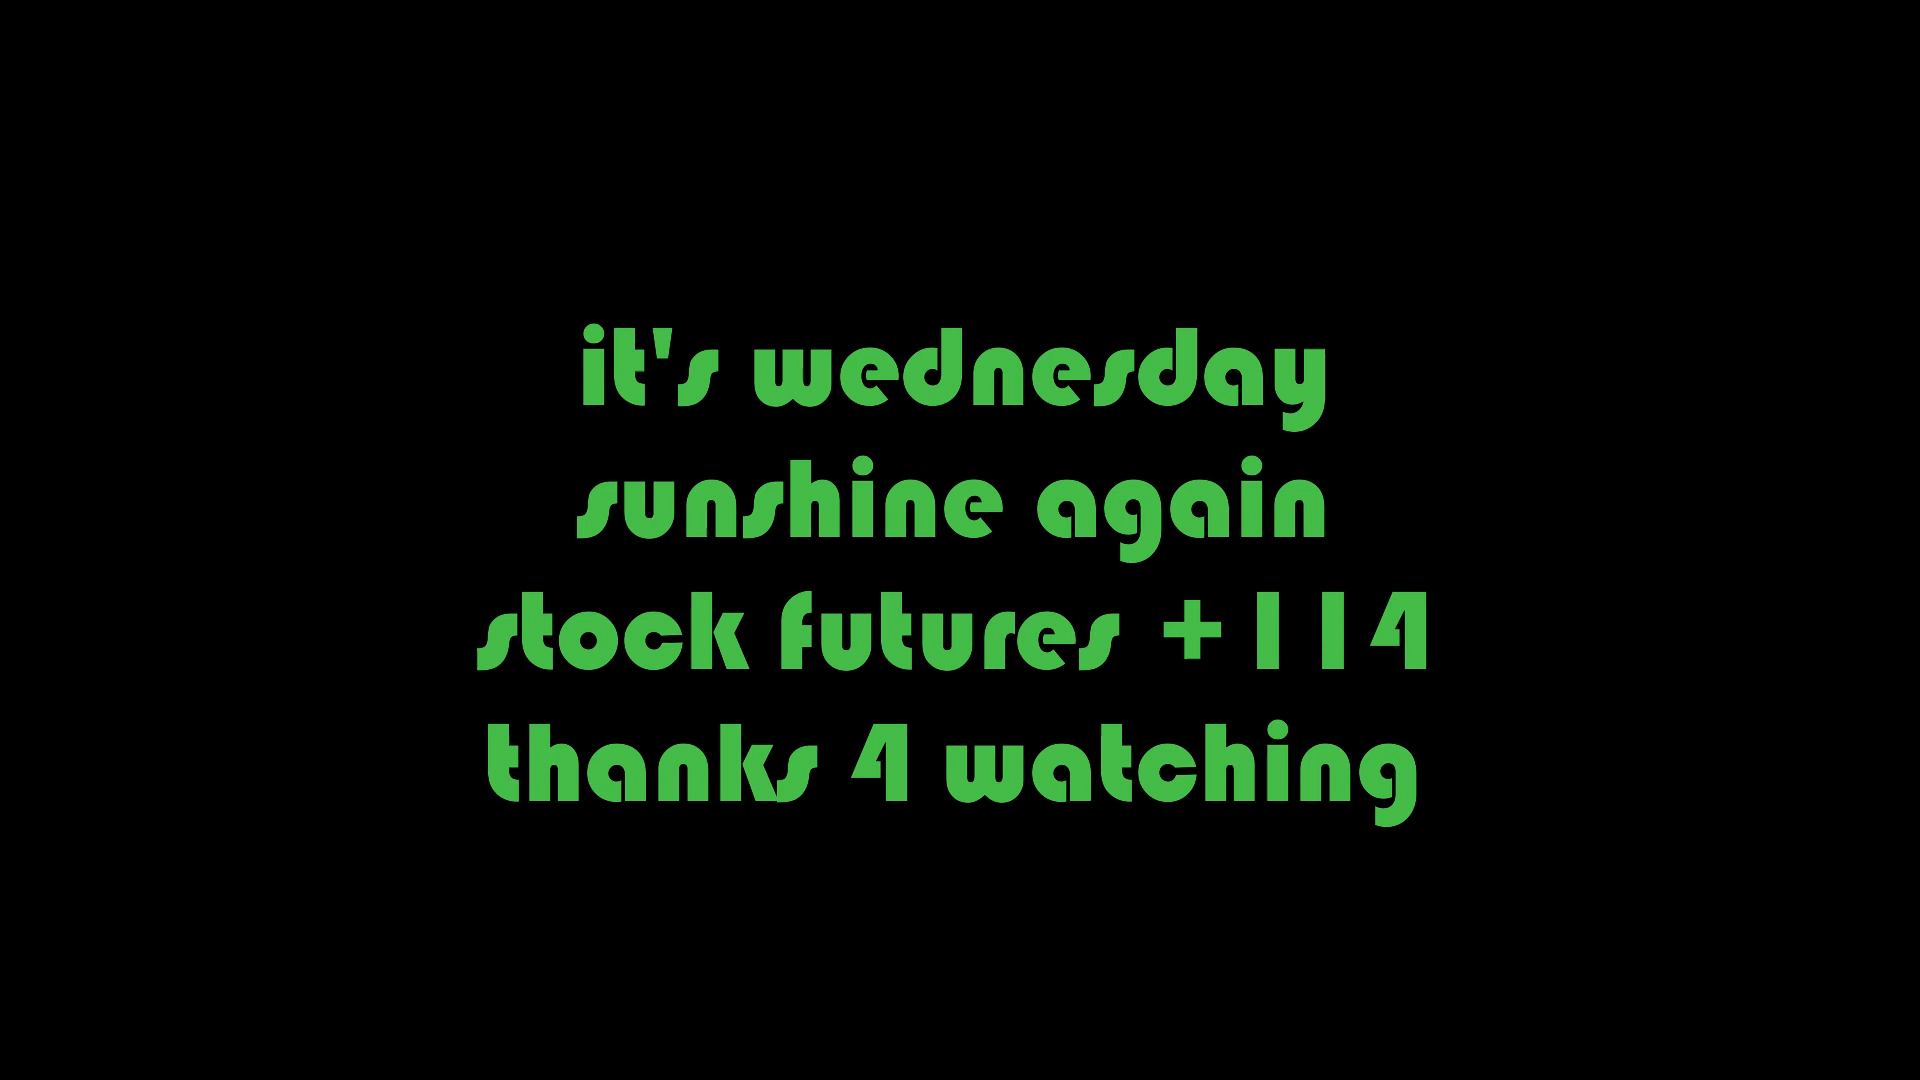 it's wednesday
sunshine again
stock futures +114
thanks 4 watching